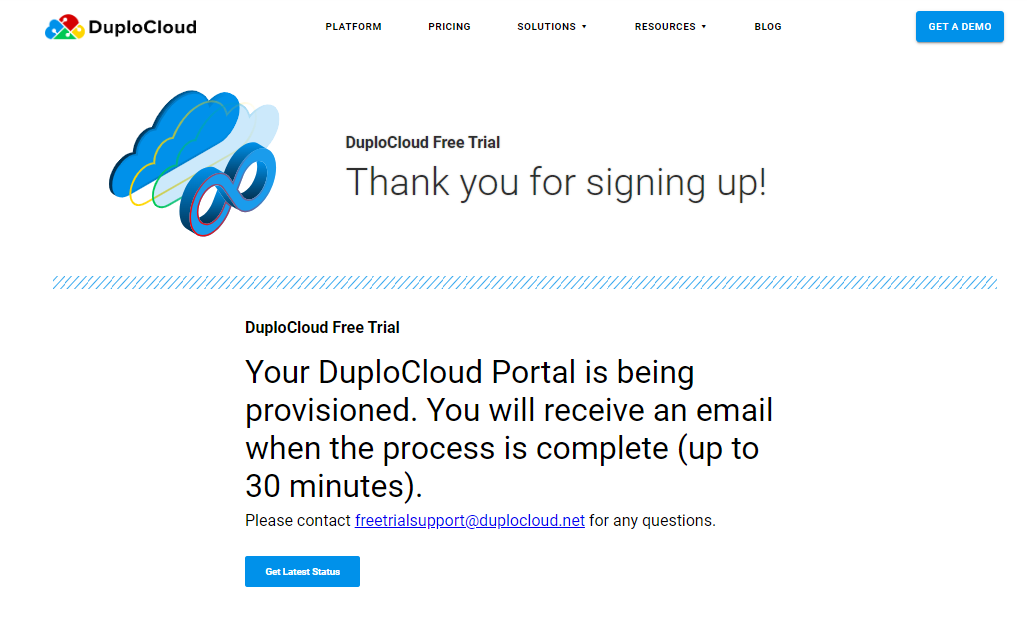 DuploCloud
PLATFORM
PRICING
SOLUTIONS
RESOURCES
BLOG
GET A DEMO
DuploCloud Free Trial
Thank you for signing up!
DuploCloud Free Trial
Your DuploCloud Portal is being
provisioned. You will receive an email
when the process is complete (up to
30 minutes).
Please contact freetrialsupport@duplocloud.net for any questions.
Get Latest Status